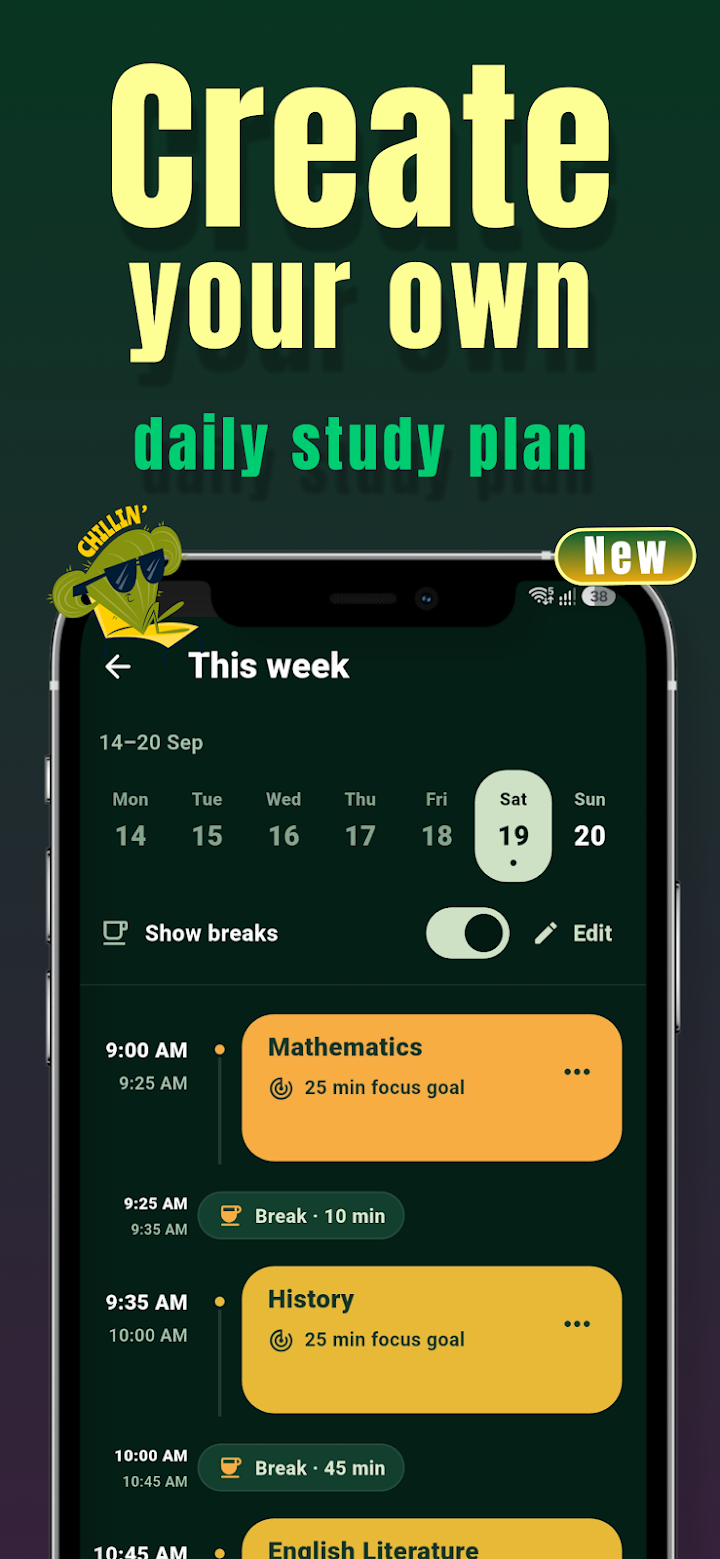 Create
your own
daily study plan
CHILLIN'
New
5
38
This week
14–20 Sep
Mon Tue Wed Thu Fri Sat Sun
14 15 16 17 18 19 20
Show breaks Edit
9:00 AM Mathematics
9:25 AM 25 min focus goal
9:25 AM
9:35 AM
Break · 10 min
9:35 AM History
10:00 AM 25 min focus goal
10:00 AM
10:45 AM
Break · 45 min
10:45 AM English Literature